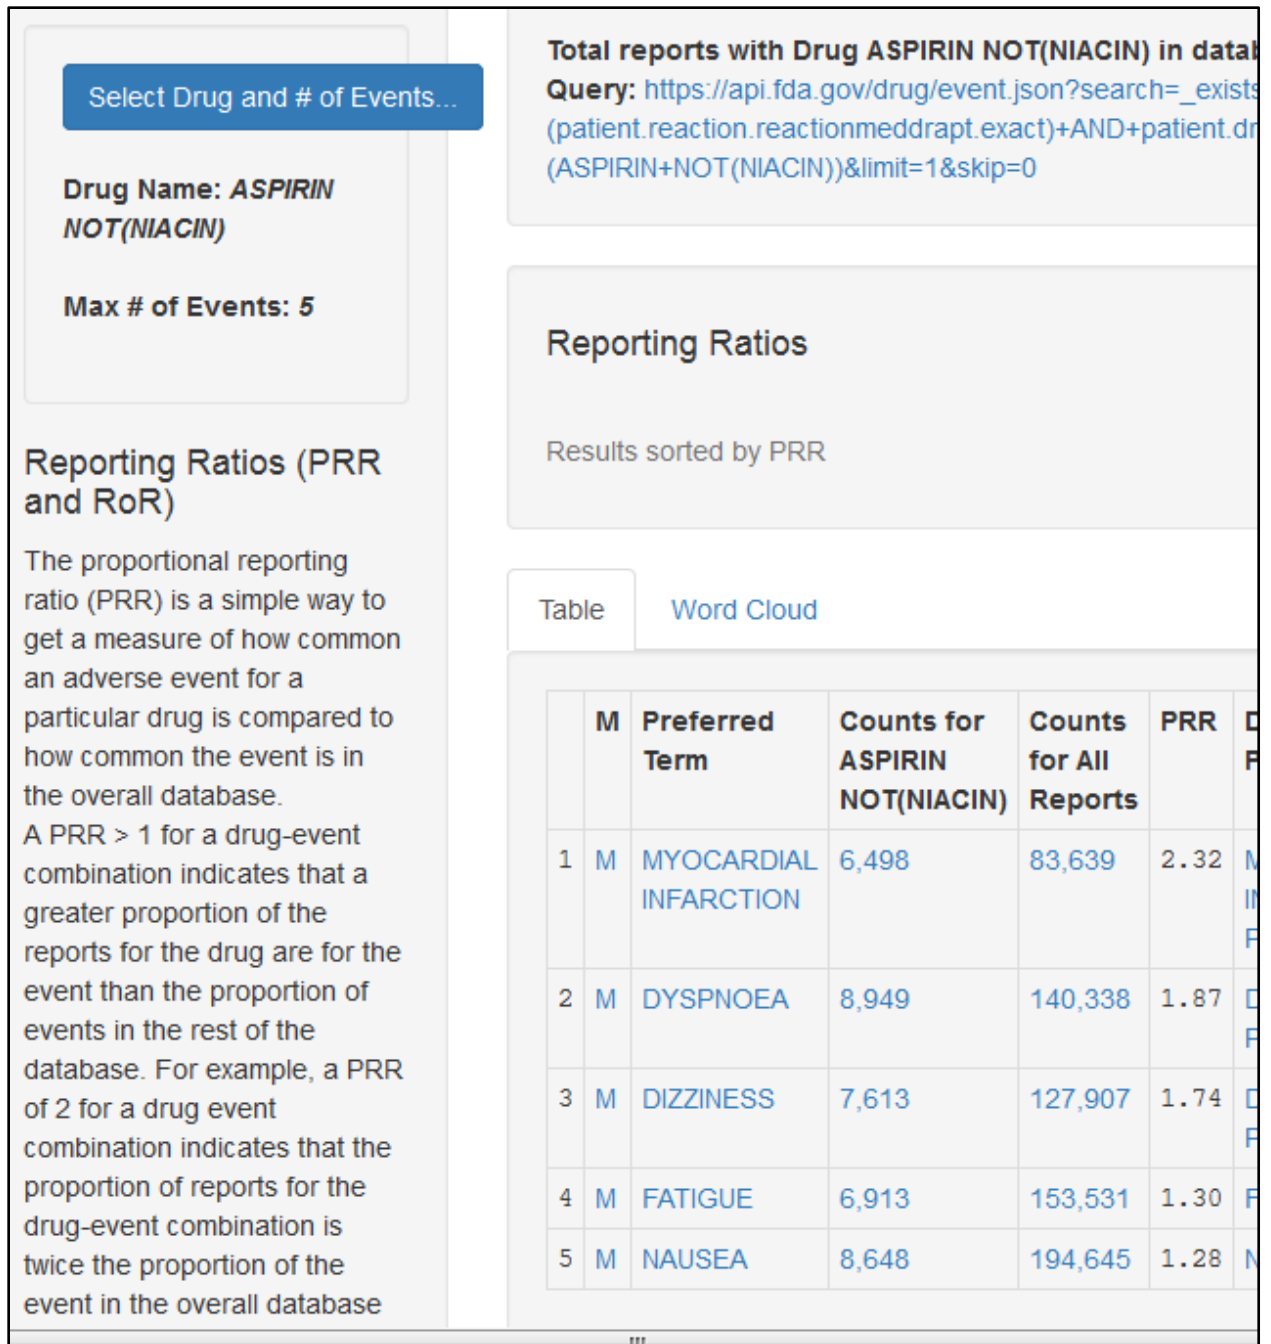 Select Drug and # of Events...
Drug Name: ASPIRIN
NOT(NIACIN)
Max # of Events: 5
Reporting Ratios (PRR
and RoR)
The proportional reporting
ratio (PRR) is a simple way to
get a measure of how common
an adverse event for a
particular drug is compared to
how common the event is in
the overall database.
A PRR > 1 for a drug-event
combination indicates that a
greater proportion of the
reports for the drug are for the
event than the proportion of
events in the rest of the
database. For example, a PRR
of 2 for a drug event
combination indicates that the
proportion of reports for the
drug-event combination is
twice the proportion of the
event in the overall database
Total reports with Drug ASPIRIN NOT(NIACIN) in
Query: https://api.fda.gov/drug/event.json?search=_exists
(patient.reaction.reactionmeddrapt.exact)+AND+patient.dr
(ASPIRIN+NOT(NIACIN))&limit=1&skip=0
Reporting Ratios
Results sorted by PRR
Table Word Cloud
M Preferred Counts for Counts PRR
Term ASPIRIN for All
NOT(NIACIN) Reports
1 M MYOCARDIAL 6,498 83,639 2.32
INFARCTION
2 M DYSPNOEA 8,949 140,338 1.87
3 M DIZZINESS 7,613 127,907 1.74
4 M FATIGUE 6,913 153,531 1.30
5 M NAUSEA 8,648 194,645 1.28